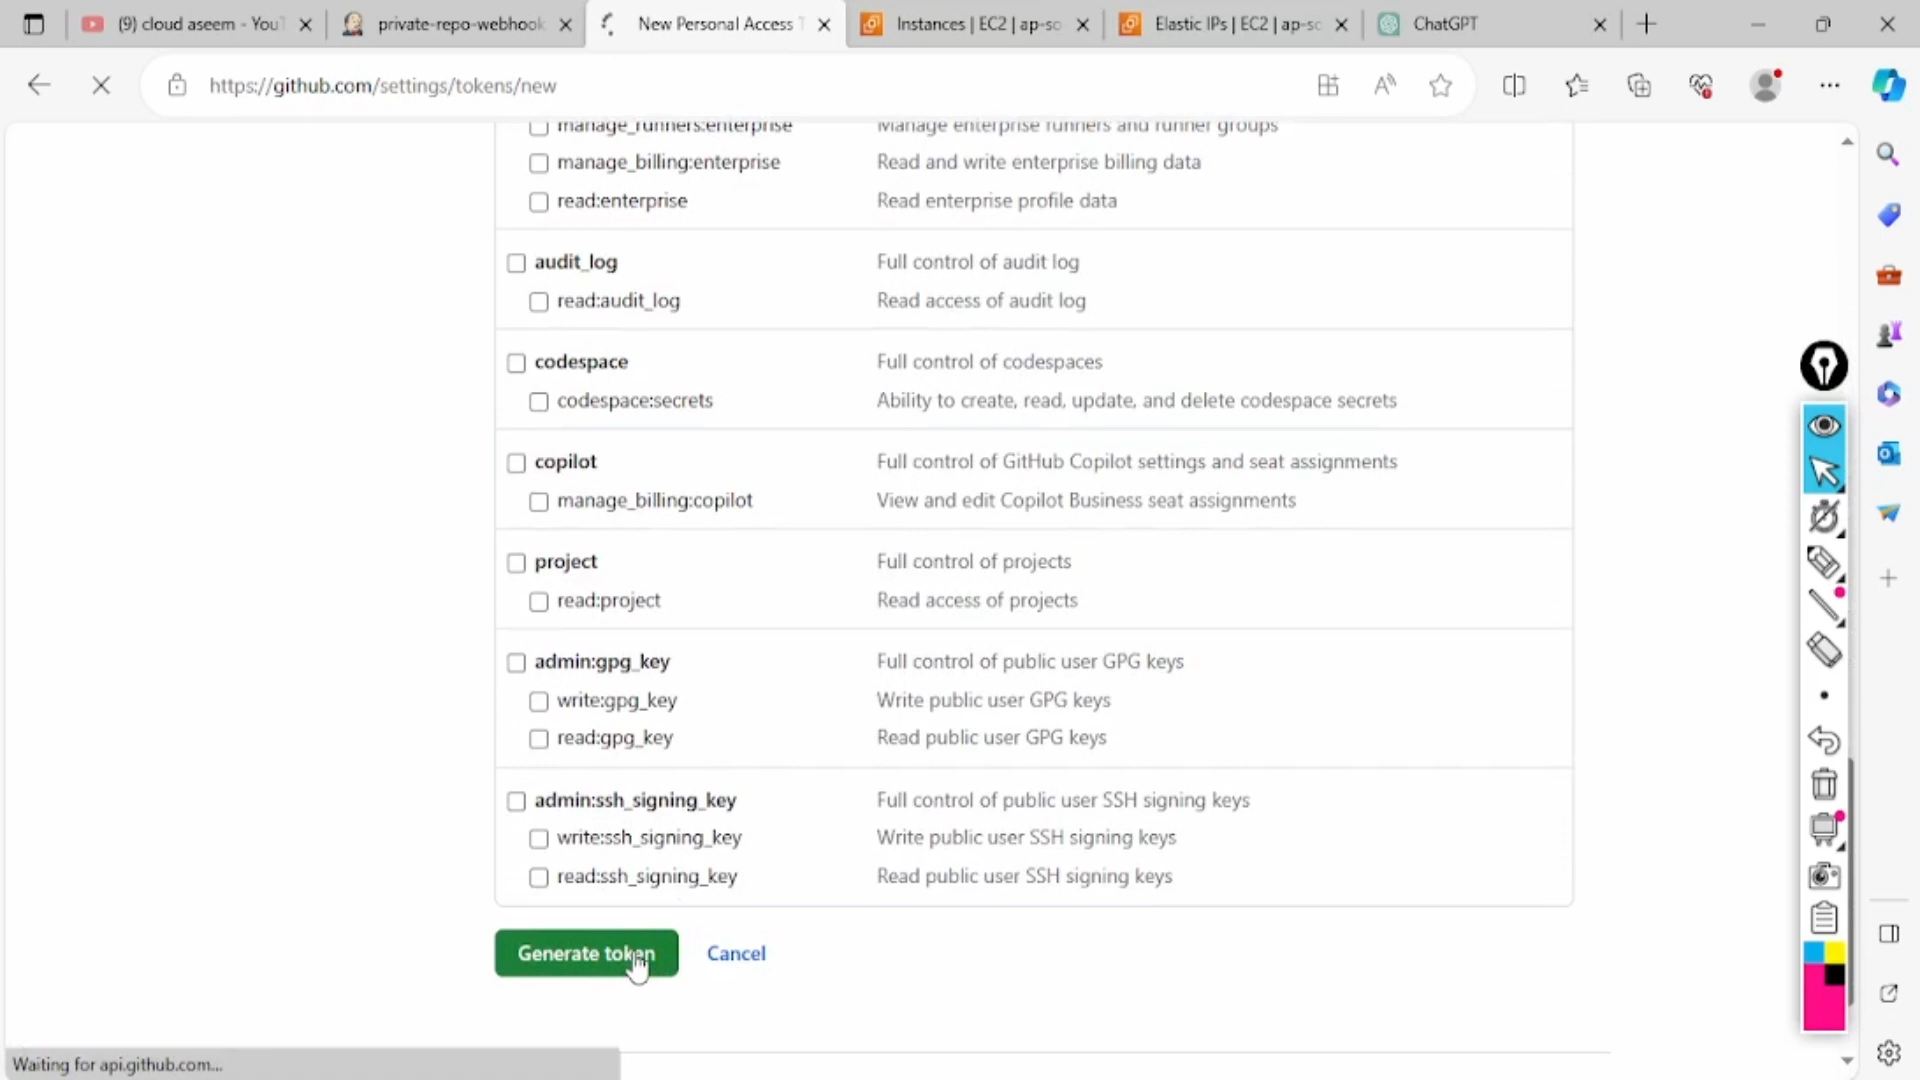 (9) cloud aseem - You
private-repo-webhook
New Personal Access T
Instances | EC2 | ap-so
Elastic IPs | EC2 | ap-so
ChatGPT
https://github.com/settings/tokens/new
manage_runners:enterprise Manage enterprise runners and runner groups
manage_billing:enterprise Read and write enterprise billing data
read:enterprise Read enterprise profile data
audit_log Full control of audit log
read:audit_log Read access of audit log
codespace Full control of codespaces
codespace:secrets Ability to create, read, update, and delete codespace secrets
copilot Full control of GitHub Copilot settings and seat assignments
manage_billing:copilot View and edit Copilot Business seat assignments
project Full control of projects
read:project Read access of projects
admin:gpg_key Full control of public user GPG keys
write:gpg_key Write public user GPG keys
read:gpg_key Read public user GPG keys
admin:ssh_signing_key Full control of public user SSH signing keys
write:ssh_signing_key Write public user SSH signing keys
read:ssh_signing_key Read public user SSH signing keys
Generate token Cancel
Waiting for api.github.com...